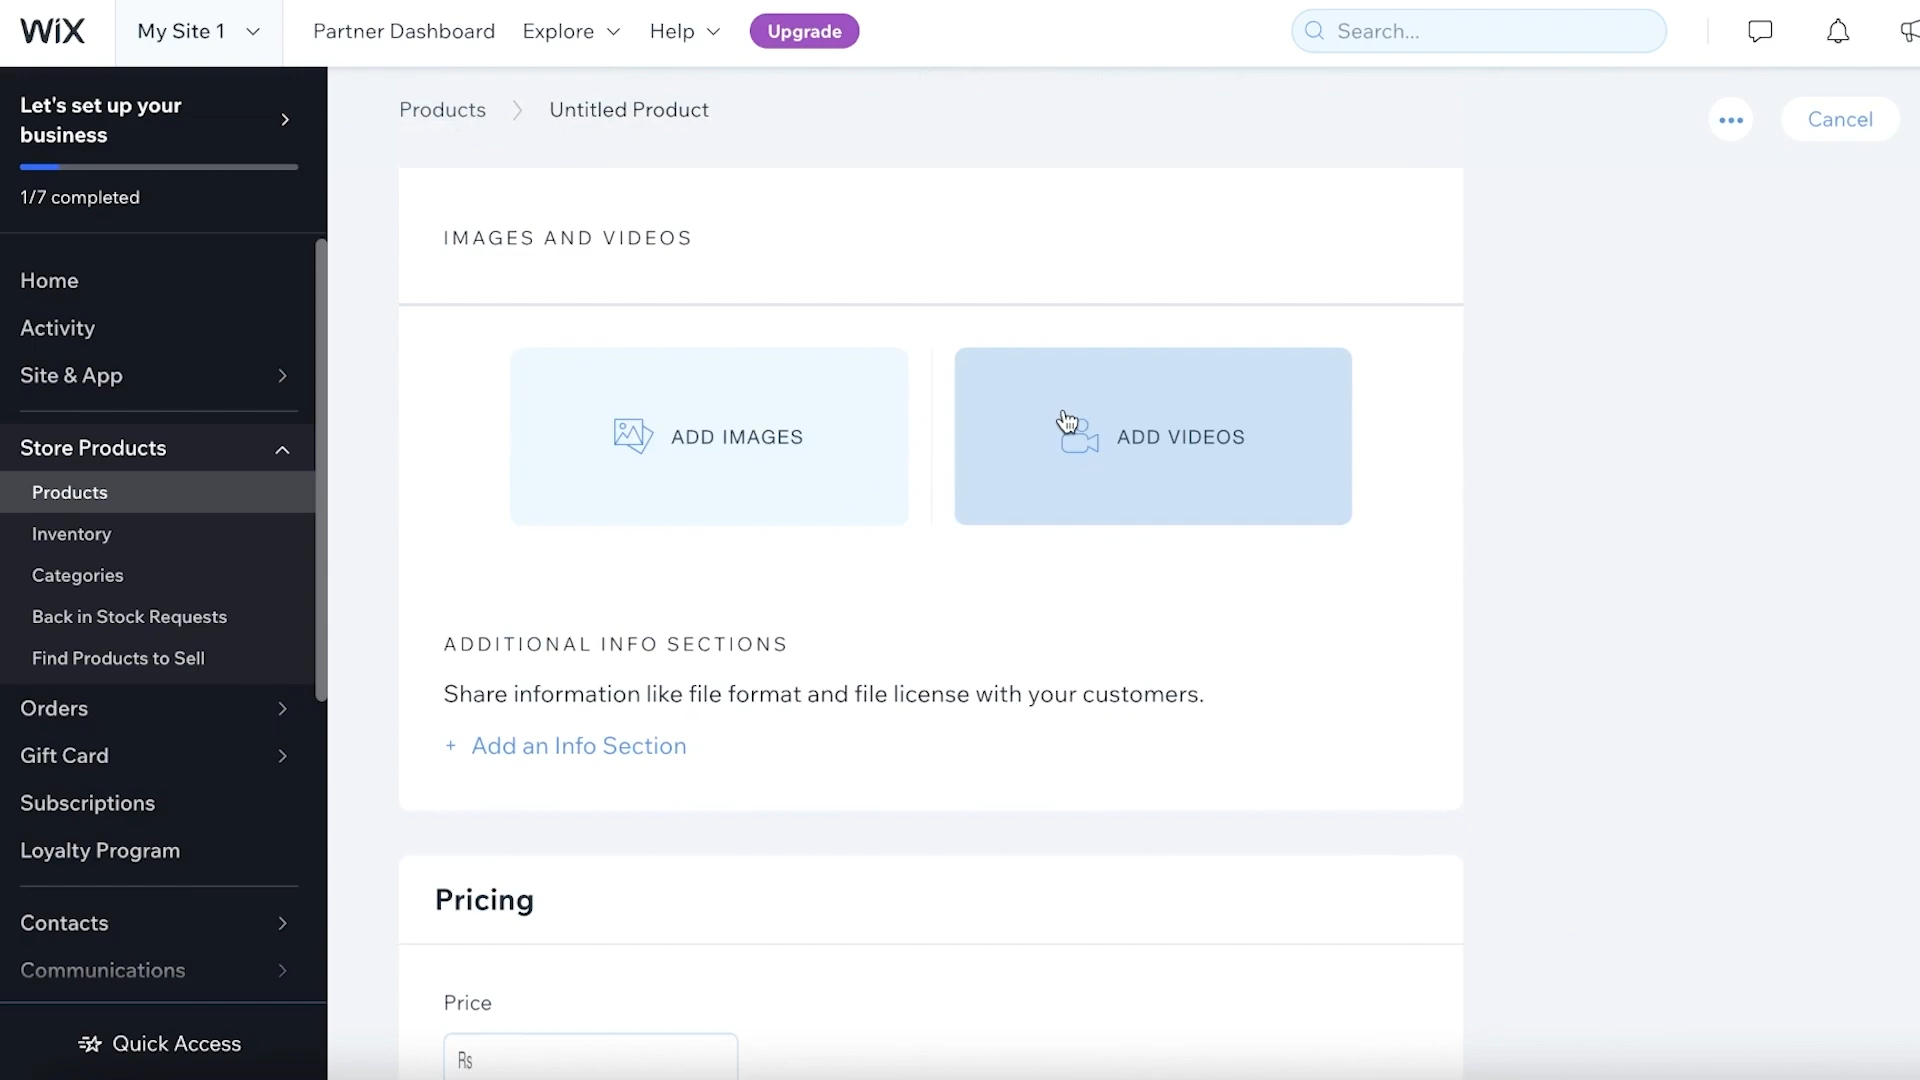 WiX
My Site 1
Partner Dashboard
Explore
Help
Upgrade
Search...
Let's set up your
business
1/7 completed
Home
Activity
Site & App
Store Products
Products
Inventory
Categories
Back in Stock Requests
Find Products to Sell
Orders
Gift Card
Subscriptions
Loyalty Program
Contacts
Communications
Quick Access
Products
Untitled Product
Cancel
IMAGES AND VIDEOS
ADD IMAGES
ADD VIDEOS
ADDITIONAL INFO SECTIONS
Share information like file format and file license with your customers.
+ Add an Info Section
Pricing
Price
Rs